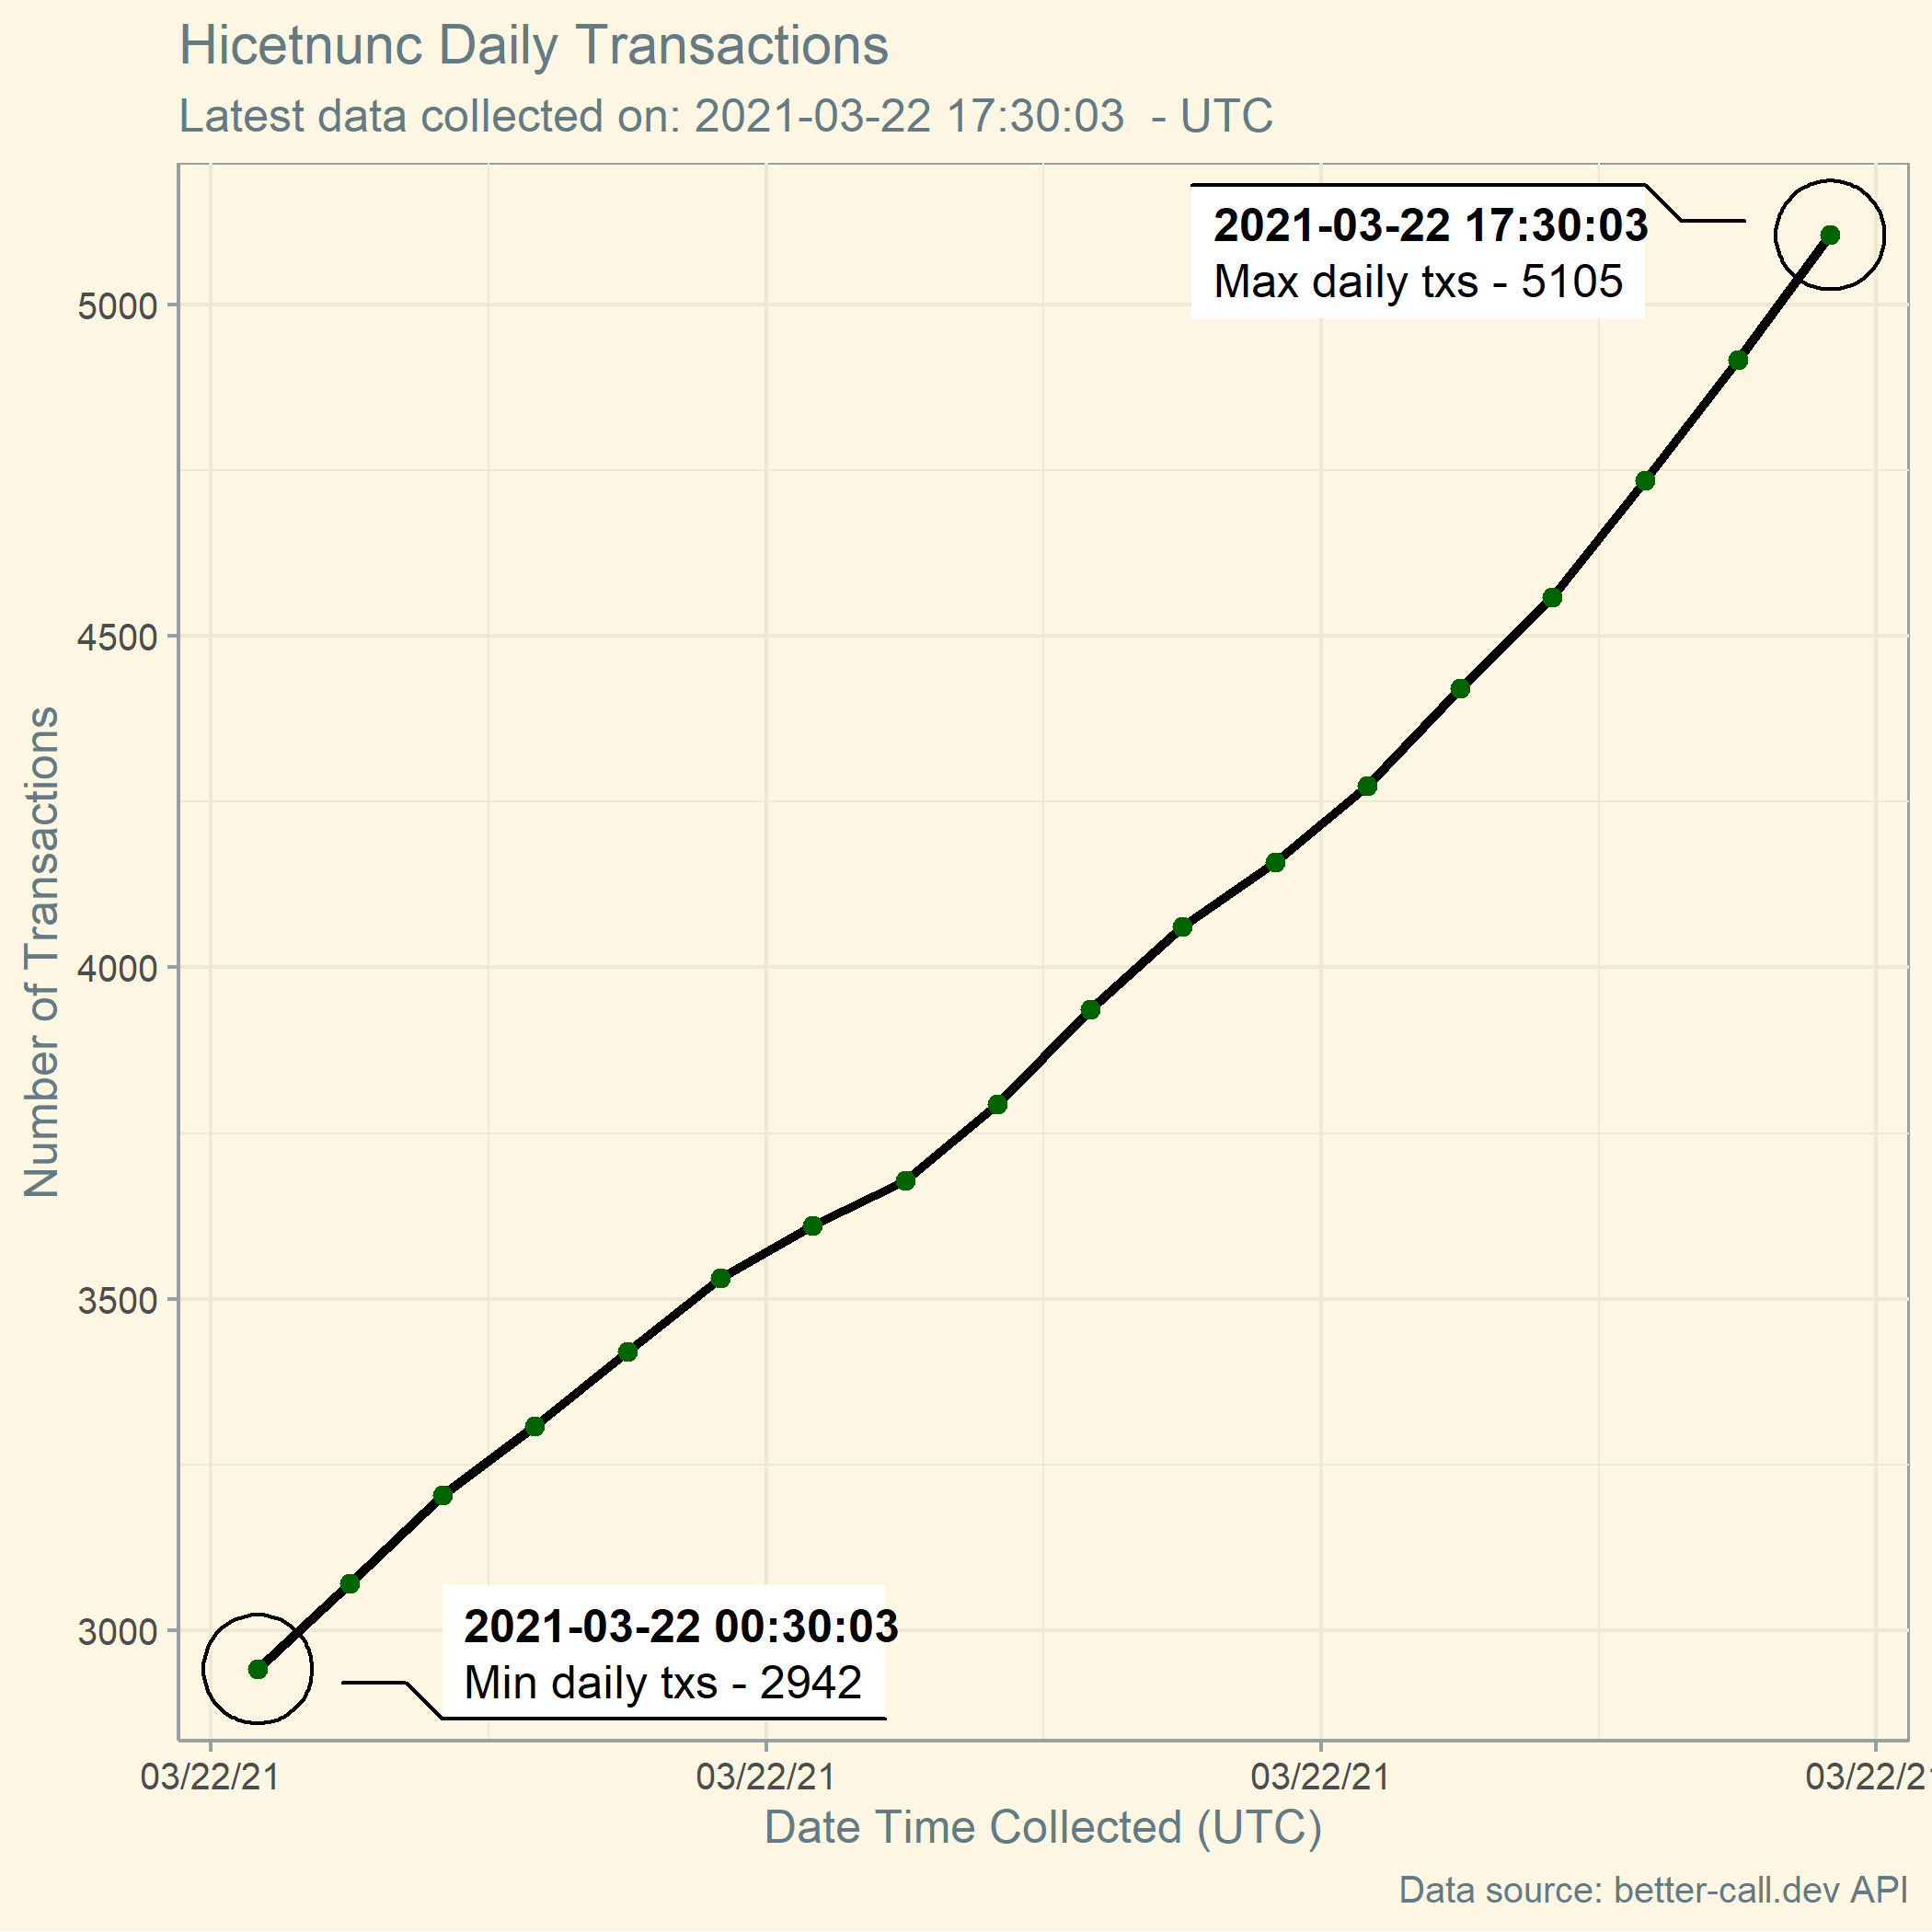 Hicetnunc Daily Transactions
Latest data collected on: 2021-03-22 17:30:03  - UTC
2021-03-22 17:30:03
Max daily txs - 5105
5000
4500
4000
3500
3000
Number of Transactions
2021-03-22 00:30:03
Min daily txs - 2942
03/22/21 03/22/21 03/22/21 03/22/21
Date Time Collected (UTC)
Data source: better-call.dev API